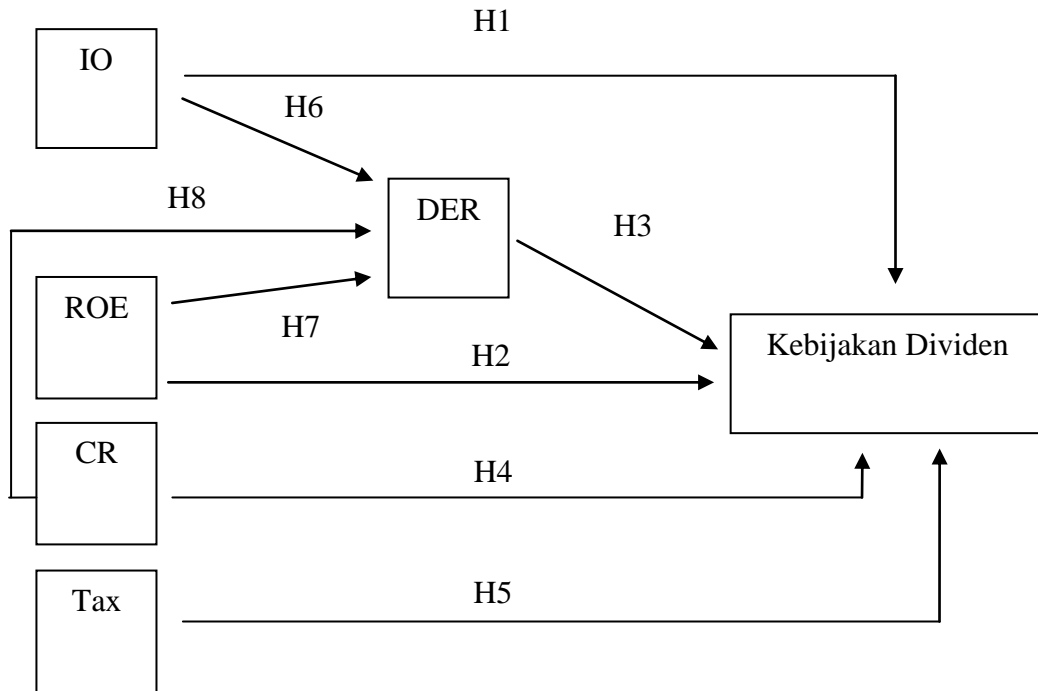 H1
IO
H6
H8
DER
H3
ROE
H7
Kebijakan Dividen
H2
CR
H4
Tax
H5